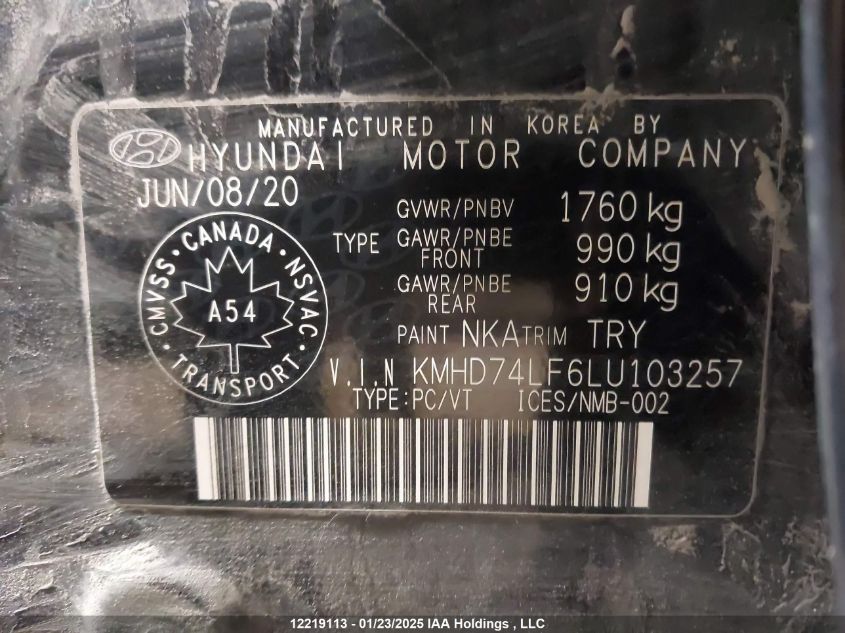 MANUFACTURED IN KOREA BY
HYUNDAI MOTOR COMPANY
JUN/08/20
GVWR/PNBV 1760 kg
TYPE GAWR/PNBE FRONT 990 kg
GAWR/PNBE REAR 910 kg
CMVSS · CANADA · NSVAC · TRANSPORT ·
A54
PAINT NKA TRIM TRY
V.I.N KMHD74LF6LU103257
TYPE:PC/VT ICES/NMB-002
12219113 - 01/23/2025 IAA Holdings , LLC